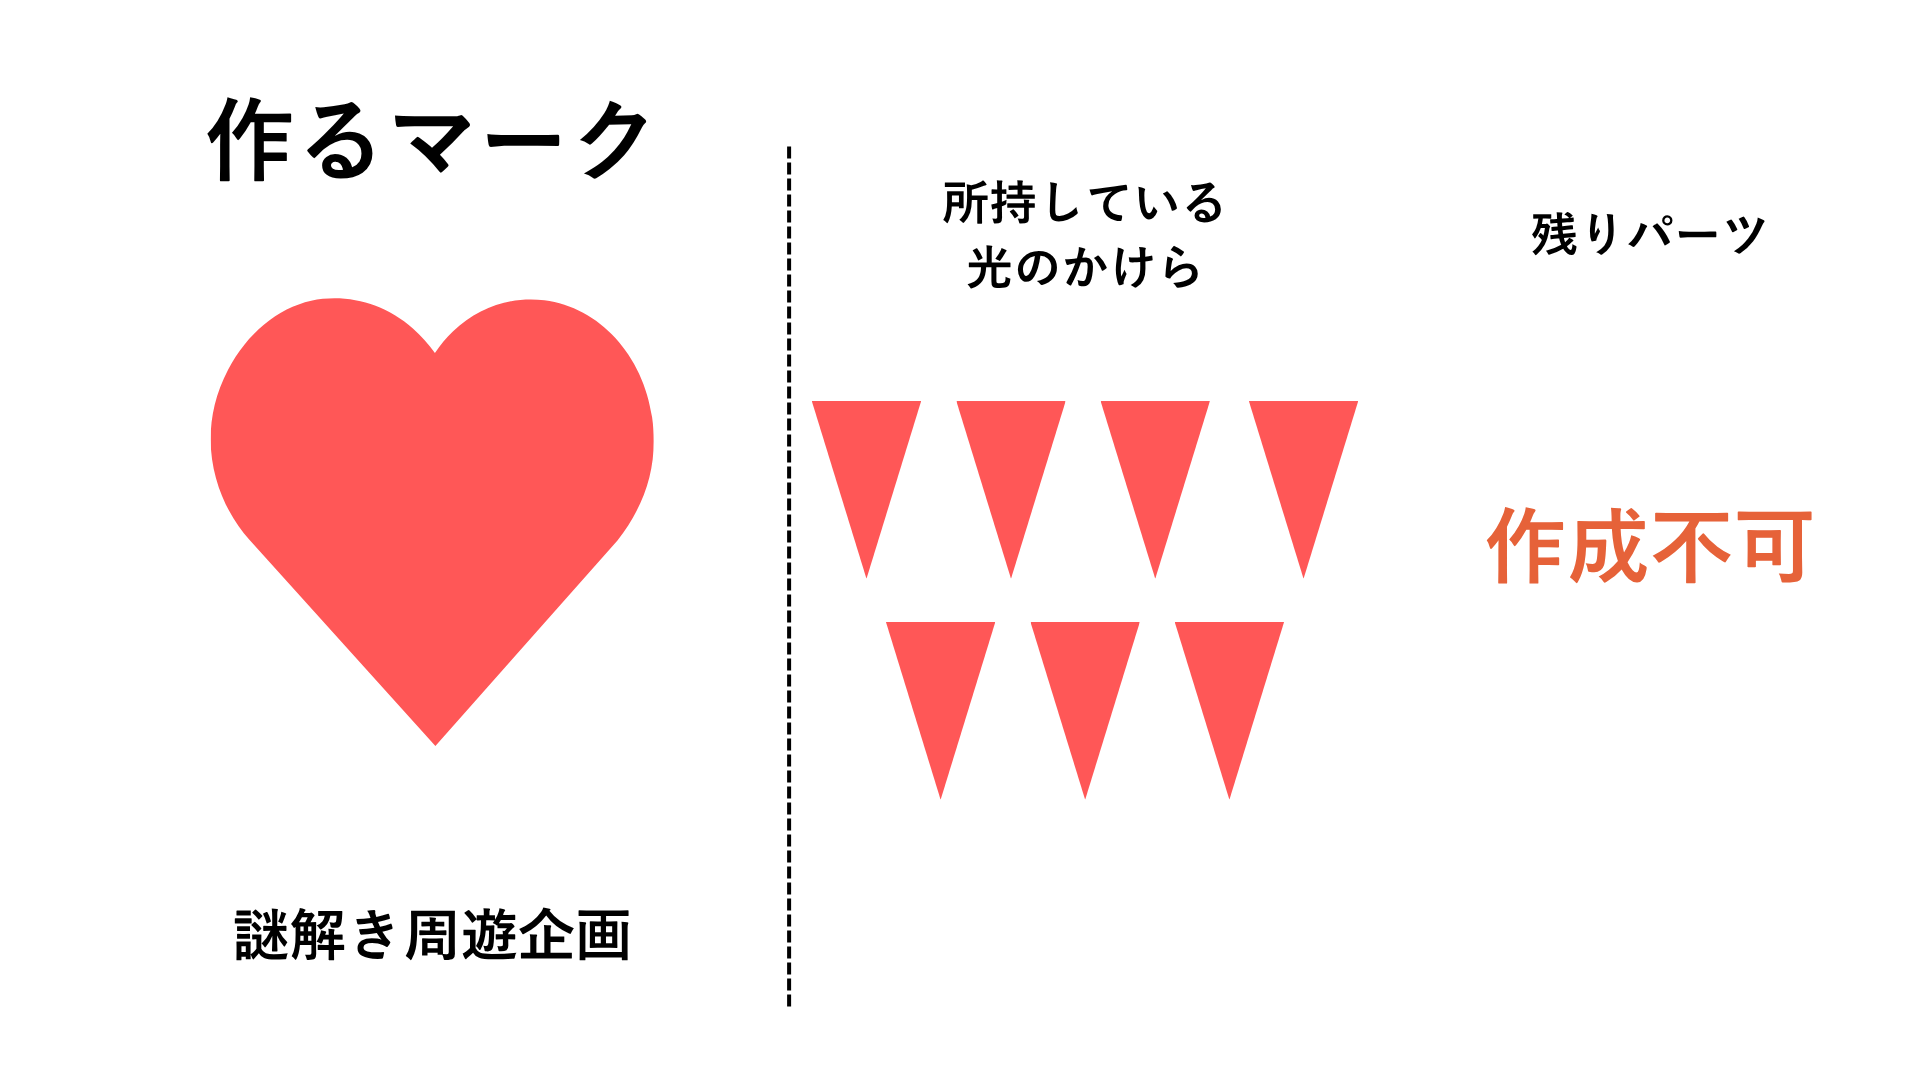 作るマーク
所持している
光のかけら
残りパーツ
作成不可
謎解き周遊企画